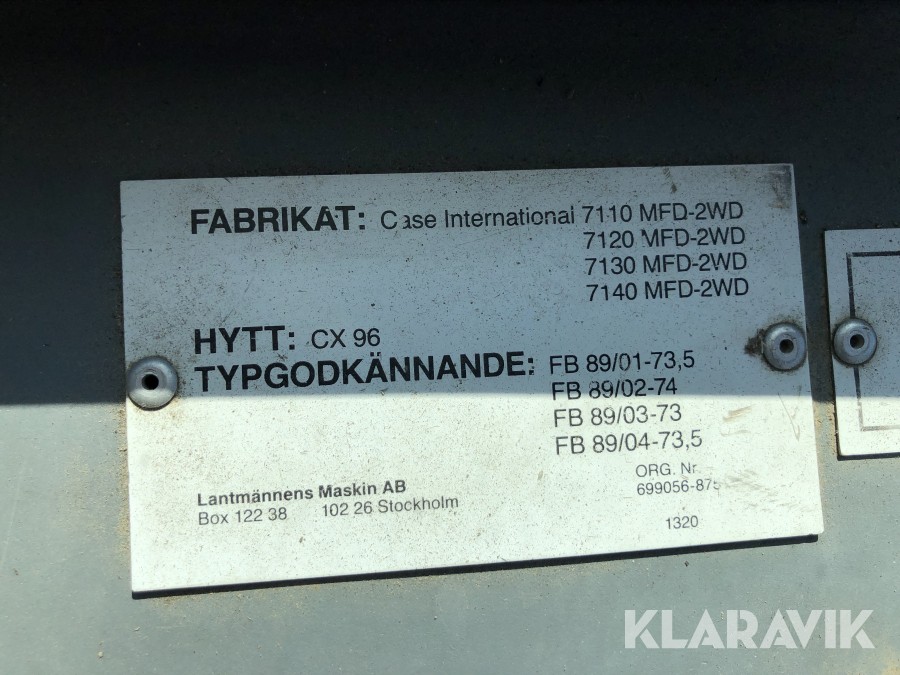 FABRIKAT: Case International 7110 MFD-2WD
7120 MFD-2WD
7130 MFD-2WD
7140 MFD-2WD
HYTT: CX 96
TYPGODKÄNNANDE: FB 89/01-73,5
FB 89/02-74
FB 89/03-73
FB 89/04-73,5
ORG. Nr
Lantmännens Maskin AB
Box 122 38 102 26 Stockholm
1320
KLARAVIK